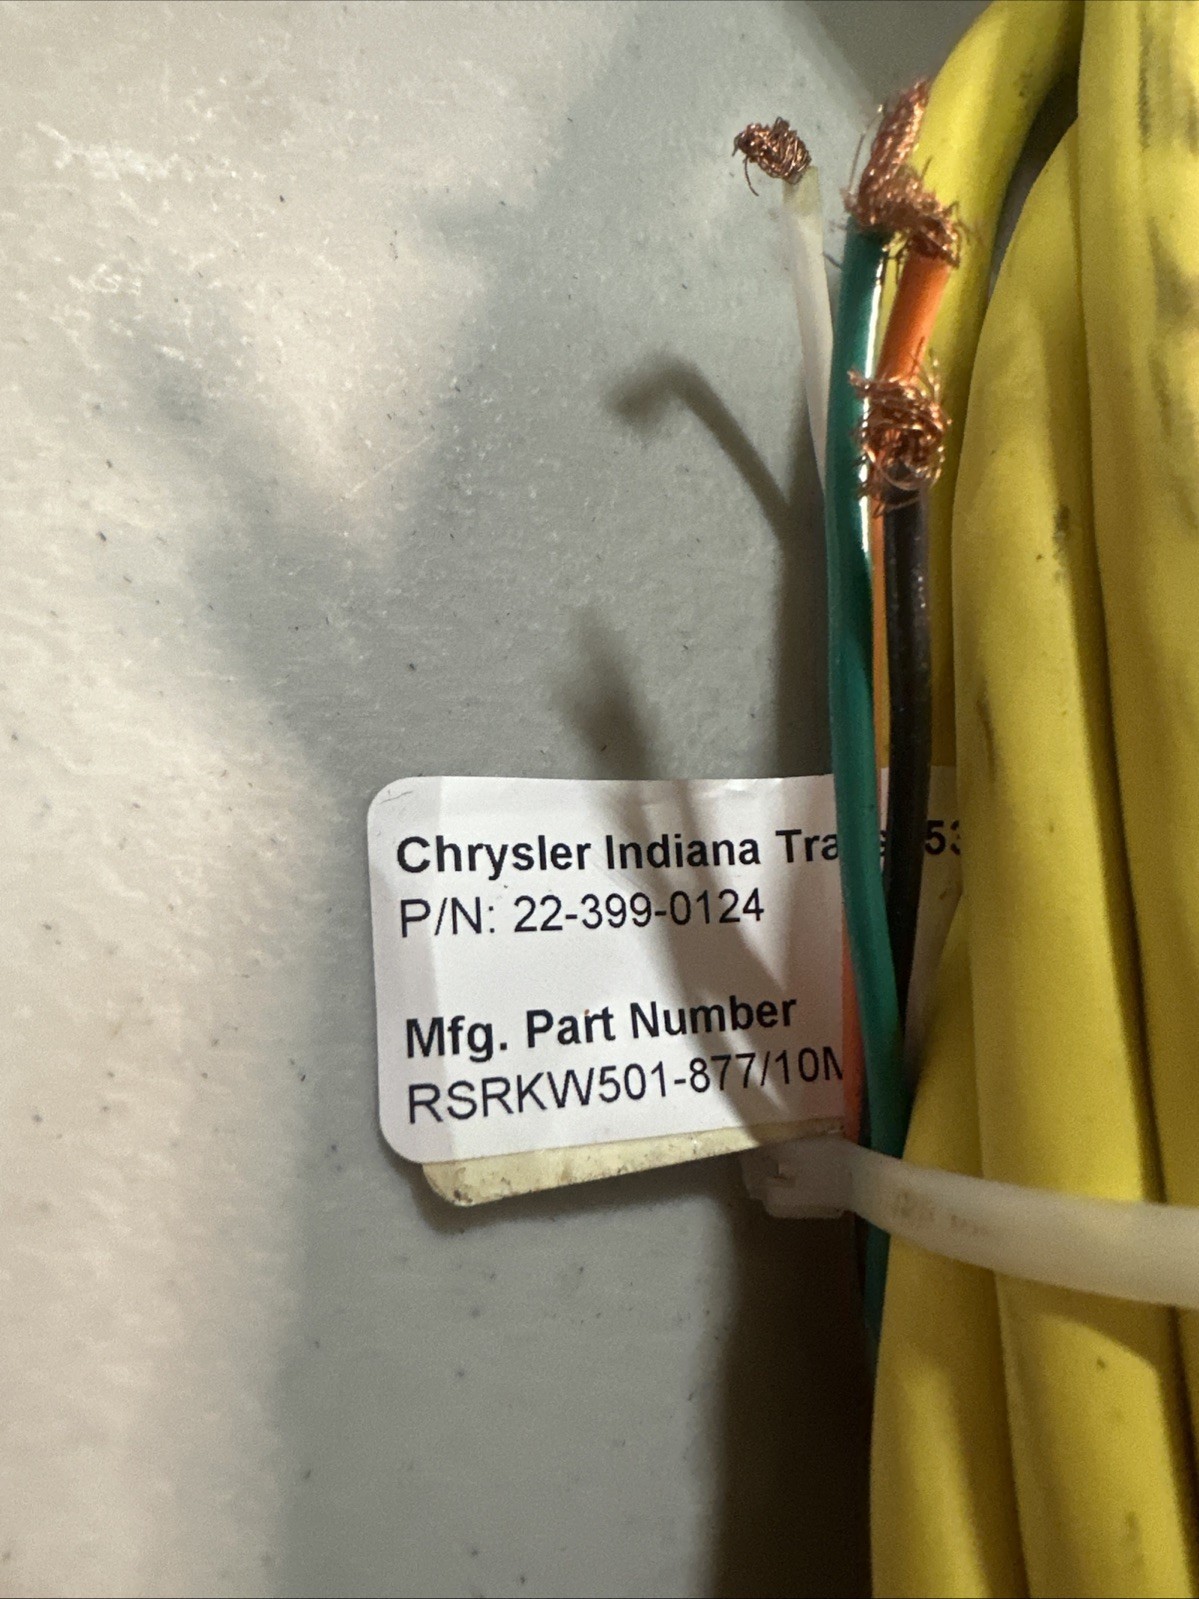 Chrysler Indiana
P/N: 22-399-0124
Mfg. Part Number
RSRKW501-877/10M